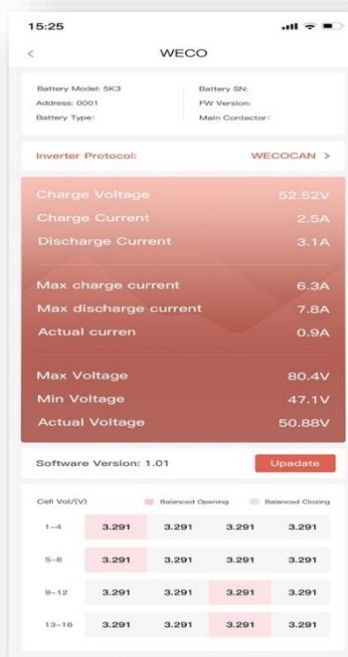 15:25
WECO
Battery Model: 5K3
Battery SN:
Address: 0001
FW Version:
Battery Type:
Main Contactor:
Inverter Protocol: WECOCAN >
Charge Voltage 52.52V
Charge Current 2.5A
Discharge Current 3.1A
Max charge current 6.3A
Max discharge current 7.8A
Actual curren 0.9A
Max Voltage 80.4V
Min Voltage 47.1V
Actual Voltage 50.88V
Software Version: 1.01 Upadate
Cell Vol/(V) Balanced Opening Balanced Closing
1-4 3.291 3.291 3.291 3.291
5-8 3.291 3.291 3.291 3.291
9-12 3.291 3.291 3.291 3.291
13-16 3.291 3.291 3.291 3.291